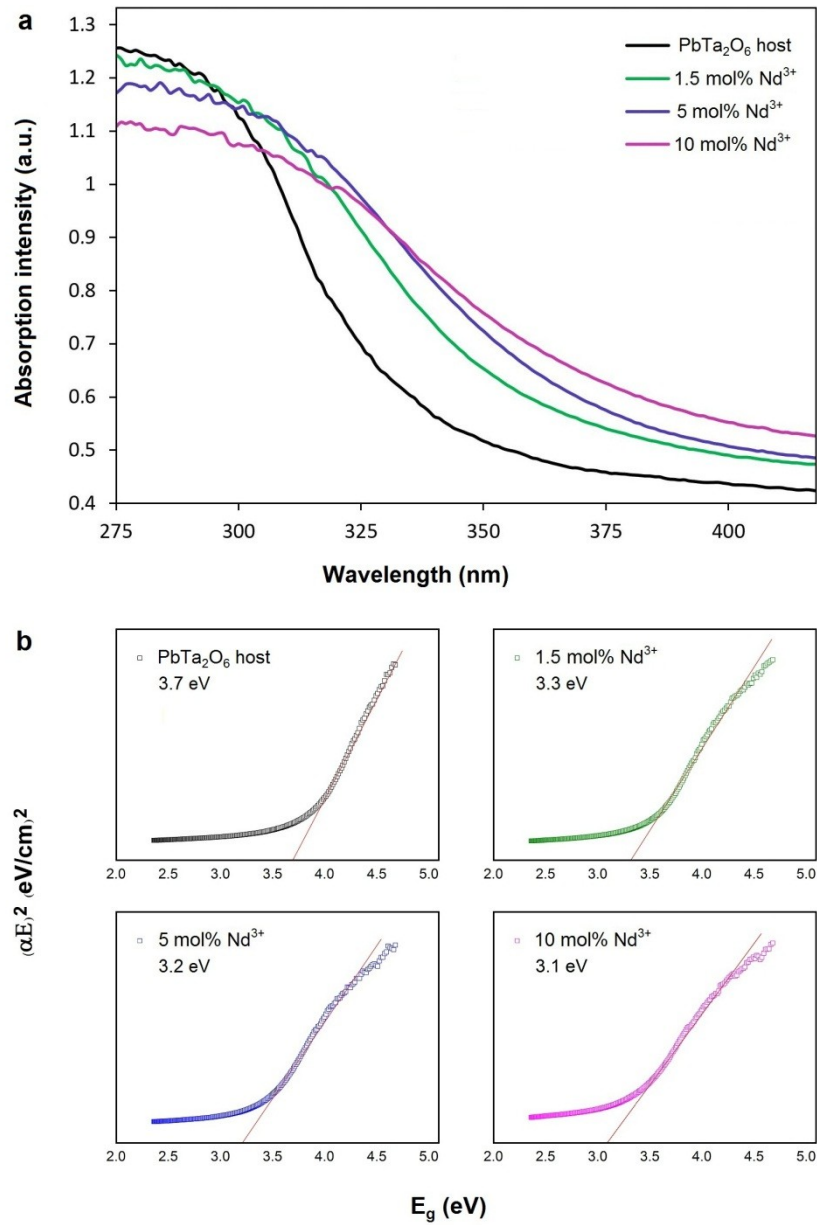 a
1.3
1.2
1.1
1
0.9
0.8
0.7
0.6
0.5
0.4
Absorption intensity (a.u.)
PbTa₂O₆ host
1.5 mol% Nd³⁺
5 mol% Nd³⁺
10 mol% Nd³⁺
275 300 325 350 375 400
Wavelength (nm)
b
(αE)² (eV/cm)²
PbTa₂O₆ host
3.7 eV
2.0 2.5 3.0 3.5 4.0 4.5 5.0
1.5 mol% Nd³⁺
3.3 eV
2.0 2.5 3.0 3.5 4.0 4.5 5.0
5 mol% Nd³⁺
3.2 eV
2.0 2.5 3.0 3.5 4.0 4.5 5.0
10 mol% Nd³⁺
3.1 eV
2.0 2.5 3.0 3.5 4.0 4.5 5.0
E_g (eV)